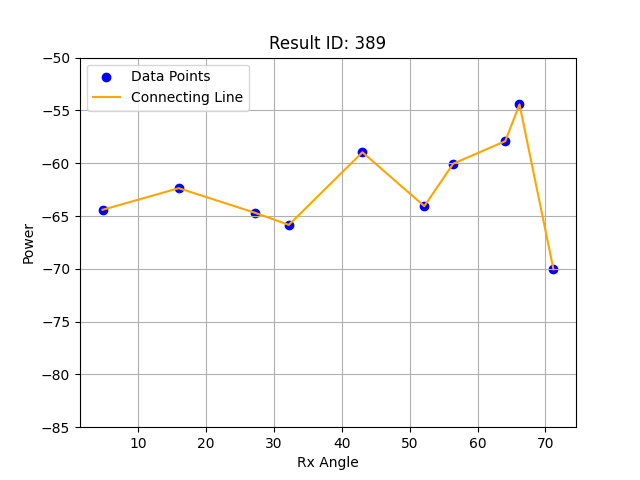 Result ID: 389
Data Points
Connecting Line
−50
−55
−60
−65
−70
−75
−80
−85
Power
10 20 30 40 50 60 70
Rx Angle